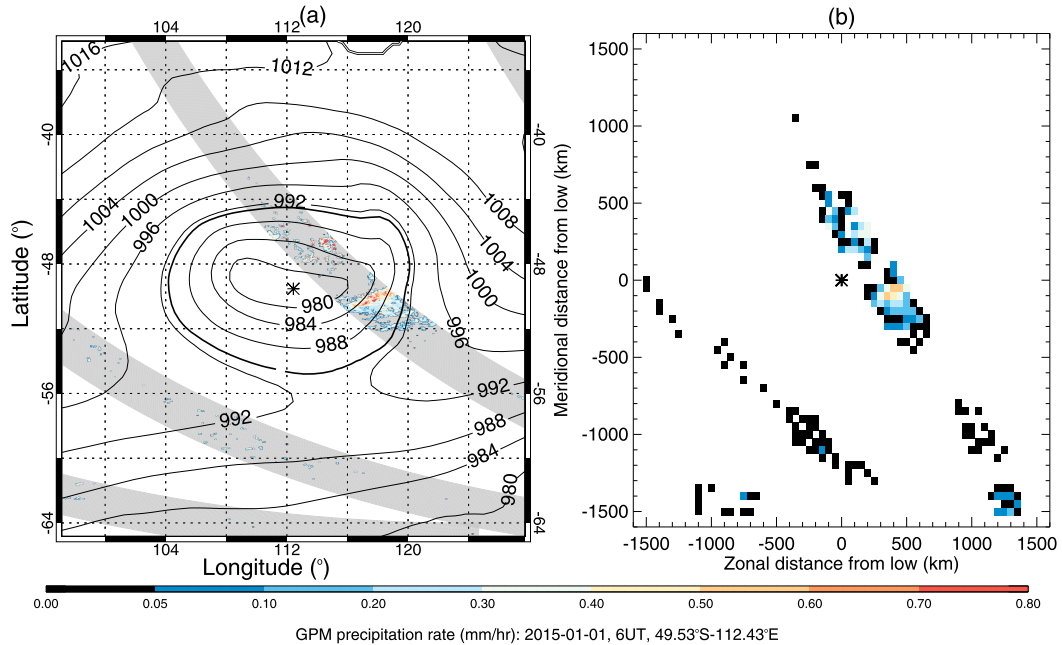 (a)
104 112 120
1016
1012
-40 -40
1004 1000 996
992
1008
1004
1000
-48 -48
980
984
988
996
-56 -56
992
992
988
984
980
-64 -64
104 112 120
Latitude (°)
Longitude (°)
(b)
1000
500
0
-500
-1000
-1500
-1500 -1000 -500 0 500 1000 1500
Meridional distance from low (km)
Zonal distance from low (km)
0.00 0.05 0.10 0.20 0.30 0.40 0.50 0.60 0.70 0.80
GPM precipitation rate (mm/hr): 2015-01-01, 6UT, 49.53°S-112.43°E